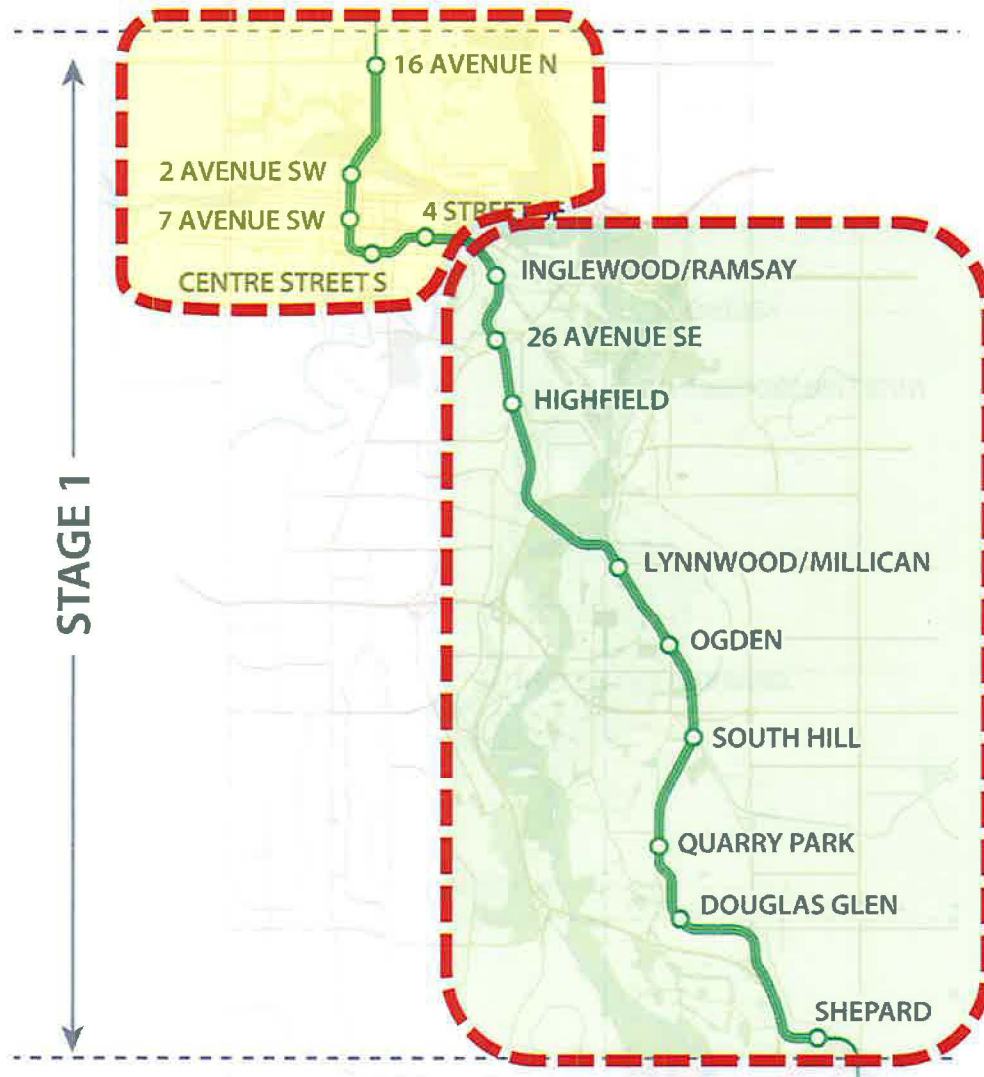 16 AVENUE N
2 AVENUE SW
7 AVENUE SW
4 STREET SE
CENTRE STREET S
INGLEWOOD/RAMSAY
26 AVENUE SE
HIGHFIELD
STAGE 1
LYNNWOOD/MILLICAN
OGDEN
SOUTH HILL
QUARRY PARK
DOUGLAS GLEN
SHEPARD